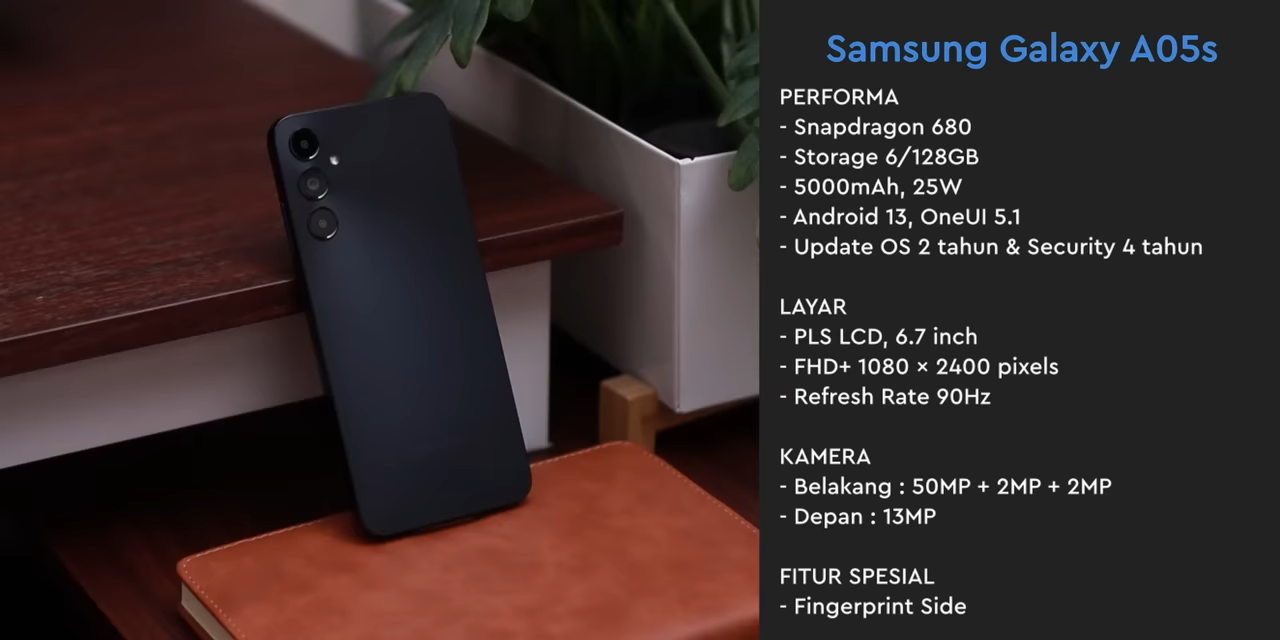 Samsung Galaxy A05s
PERFORMA
- Snapdragon 680
- Storage 6/128GB
- 5000mAh, 25W
- Android 13, OneUI 5.1
- Update OS 2 tahun & Security 4 tahun
LAYAR
- PLS LCD, 6.7 inch
- FHD+ 1080 × 2400 pixels
- Refresh Rate 90Hz
KAMERA
- Belakang : 50MP + 2MP + 2MP
- Depan : 13MP
FITUR SPESIAL
- Fingerprint Side